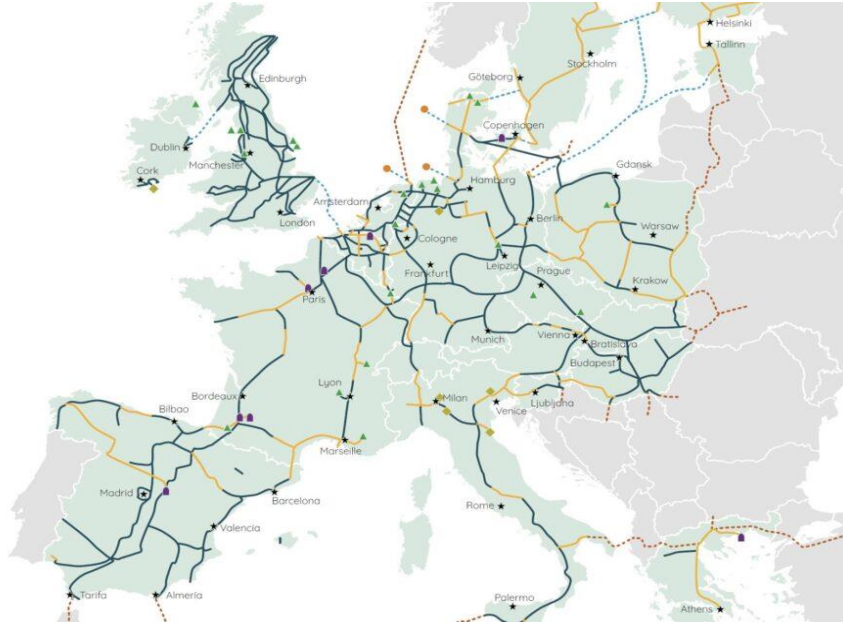 Helsinki
Tallinn
Stockholm
Göteborg
Edinburgh
Copenhagen
Dublin
Manchester
Cork
Gdansk
Hamburg
Amsterdam
London
Berlin
Warsaw
Cologne
Frankfurt
Leipzig
Prague
Krakow
Paris
Munich
Vienna
Bratislava
Budapest
Lyon
Bordeaux
Milan
Venice
Ljubljana
Bilbao
Marseille
Madrid
Barcelona
Rome
Valencia
Tarifa
Almería
Palermo
Athens